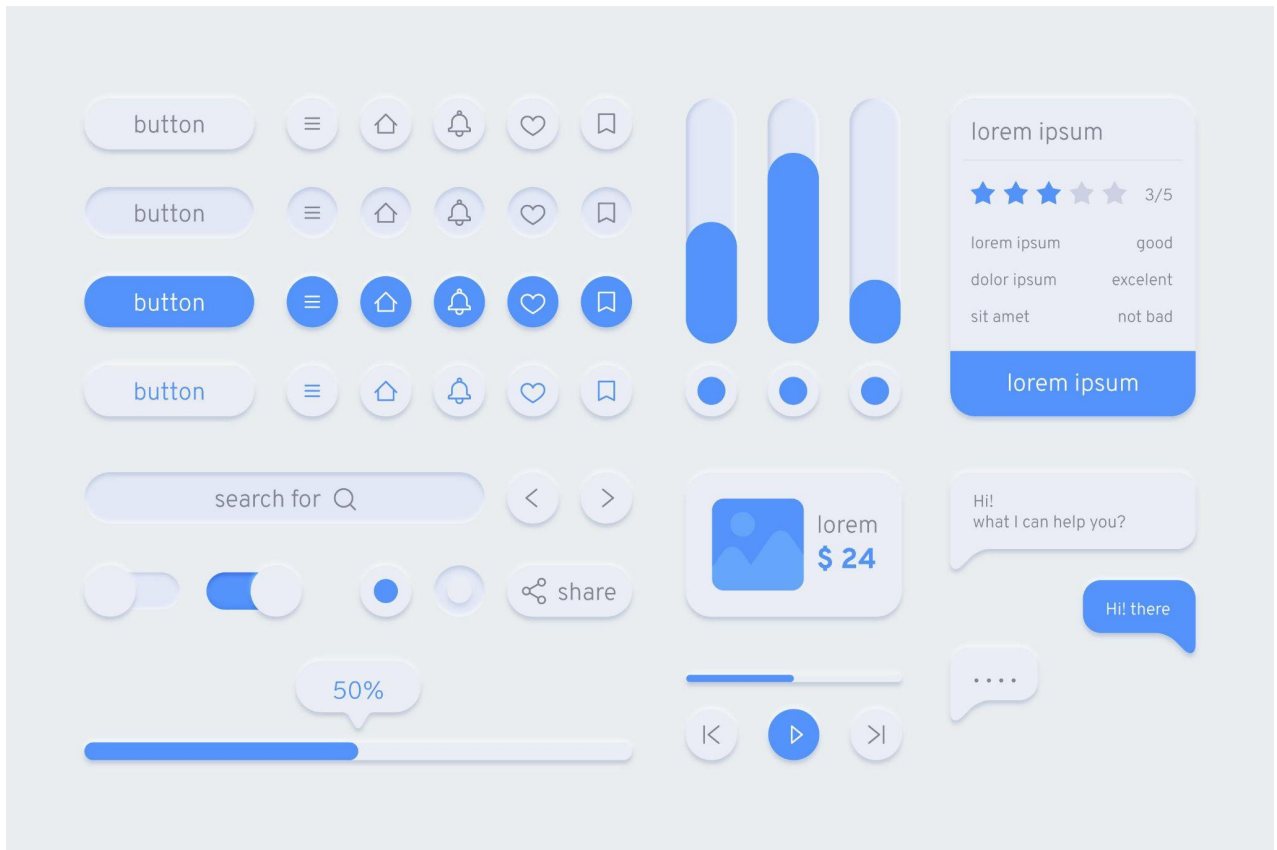 button
button
button
button
search for
share
50%
lorem ipsum
3/5
lorem ipsum good
dolor ipsum excelent
sit amet not bad
lorem ipsum
lorem
$ 24
Hi!
what I can help you?
Hi! there
....